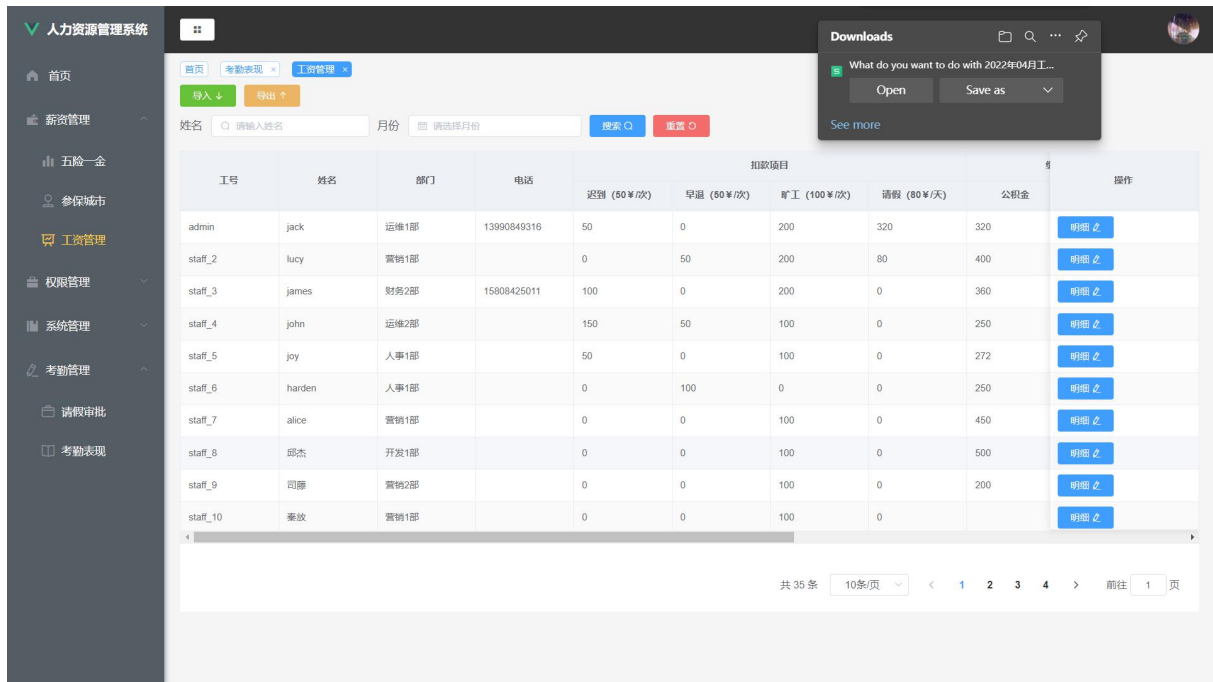 人力资源管理系统
首页
薪资管理
五险一金
参保城市
工资管理
权限管理
系统管理
考勤管理
请假审批
考勤表现
首页 考勤表现 × 工资管理 ×
导入 导出
姓名 请输入姓名 月份 请选择月份 搜索 重置
Downloads
What do you want to do with 2022年04月工...
Open Save as
See more
工号 姓名 部门 电话 扣款项目 操作
迟到 (50¥/次) 早退 (50¥/次) 旷工 (100¥/次) 请假 (80¥/天) 公积金
admin jack 运维1部 13990849316 50 0 200 320 320 明细
staff_2 lucy 营销1部 0 50 200 80 400 明细
staff_3 james 财务2部 15808425011 100 0 200 0 360 明细
staff_4 john 运维2部 150 50 100 0 250 明细
staff_5 joy 人事1部 50 0 100 0 272 明细
staff_6 harden 人事1部 0 100 0 0 250 明细
staff_7 alice 营销1部 0 0 100 0 450 明细
staff_8 邱杰 开发1部 0 0 100 0 500 明细
staff_9 司藤 营销2部 0 0 100 0 200 明细
staff_10 秦放 营销1部 0 0 100 0 明细
共 35 条 10条/页 1 2 3 4 前往 1 页